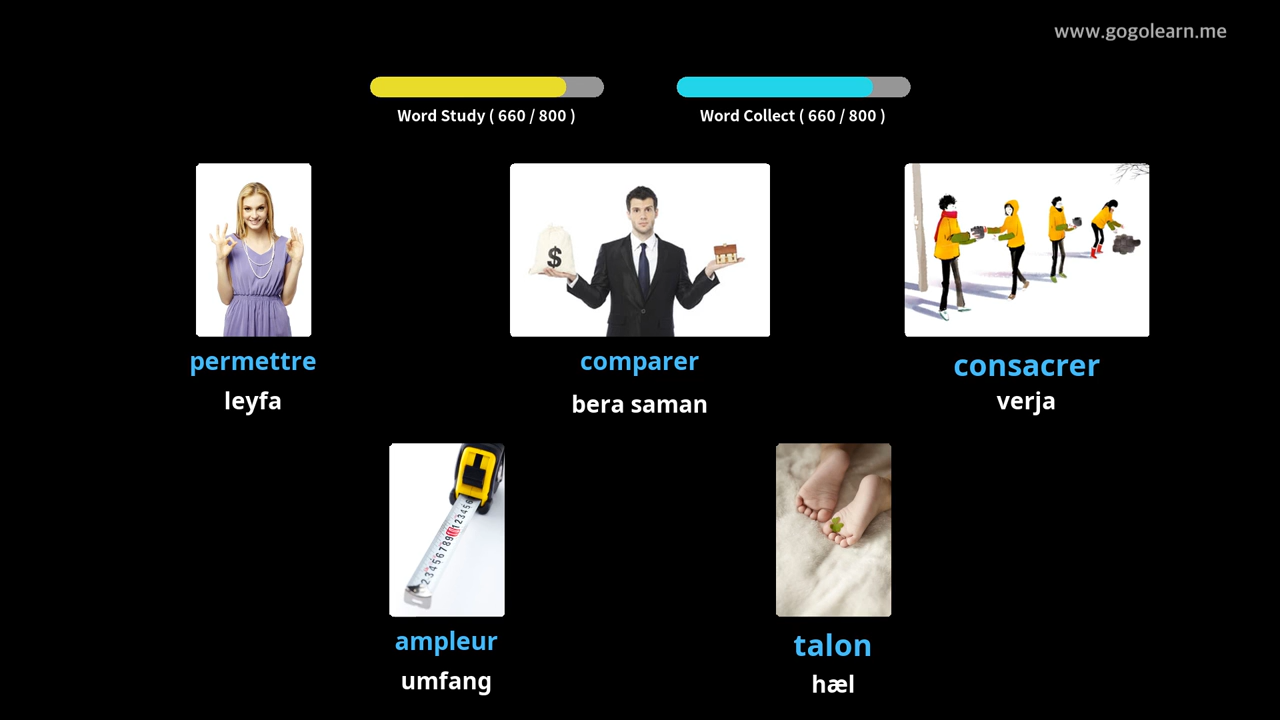 www.gogolearn.me
Word Study ( 660 / 800 )
Word Collect ( 660 / 800 )
$
permettre
comparer
consacrer
leyfa
bera saman
verja
ampleur
talon
umfang
hæl